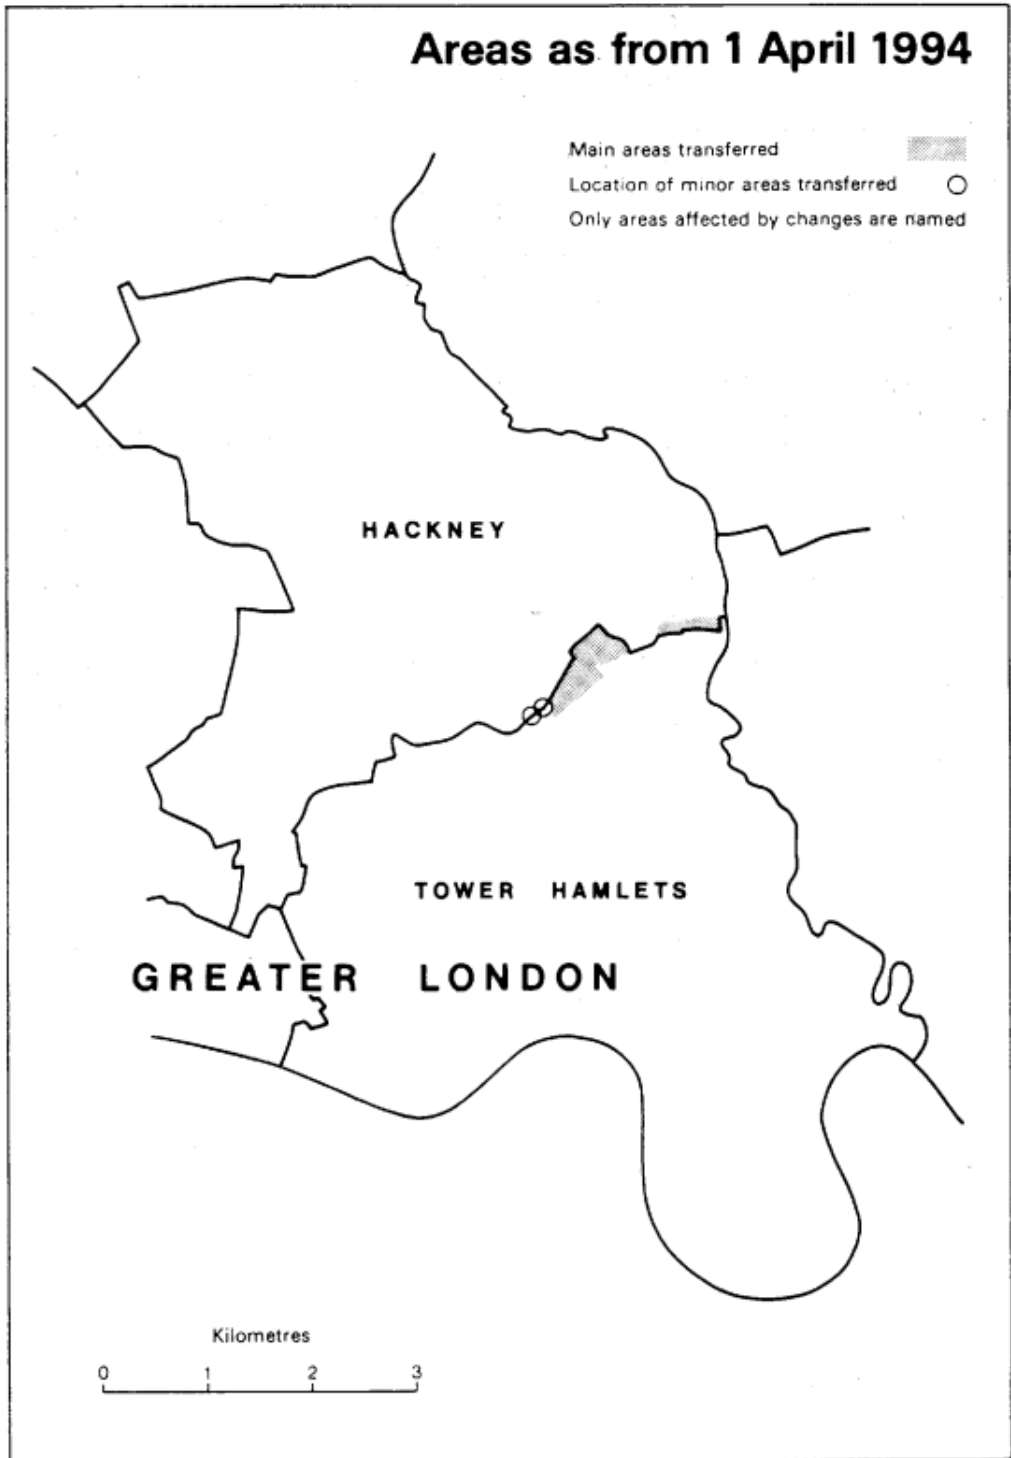 Areas as from 1 April 1994
Main areas transferred
Location of minor areas transferred
Only areas affected by changes are named
HACKNEY
TOWER HAMLETS
GREATER LONDON
Kilometres
0 1 2 3